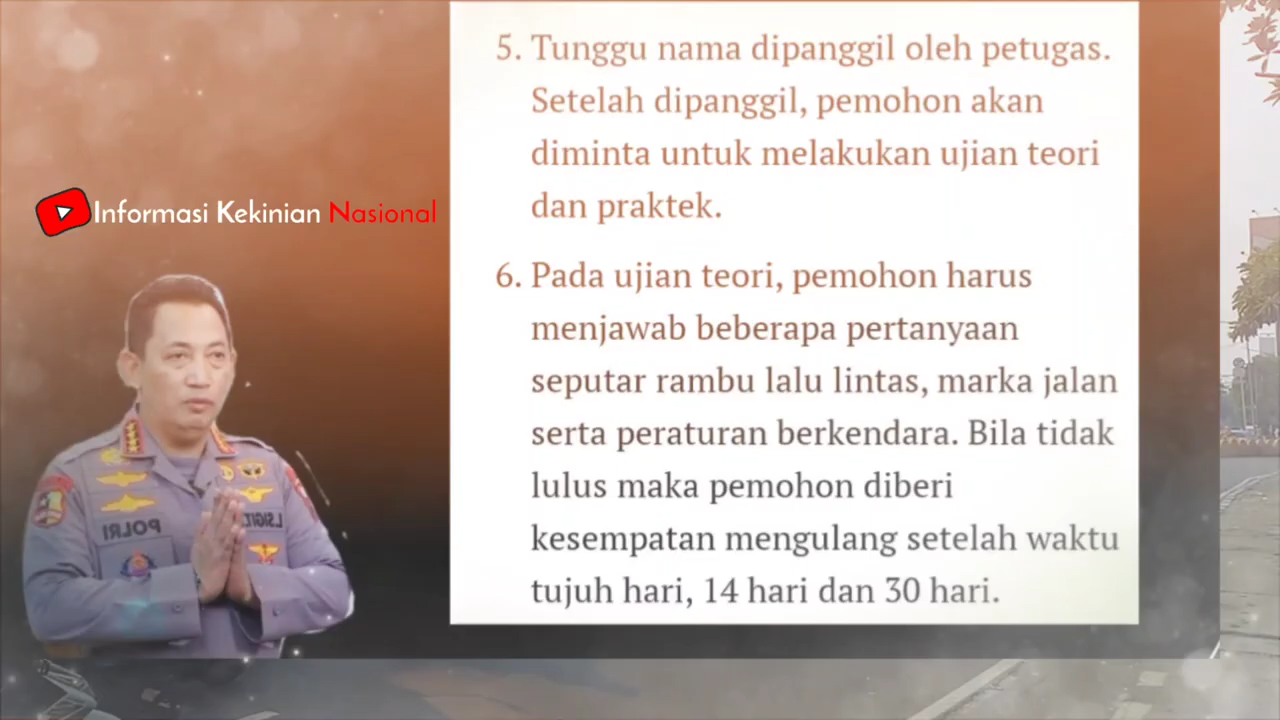 5. Tunggu nama dipanggil oleh petugas.
Setelah dipanggil, pemohon akan
diminta untuk melakukan ujian teori
dan praktek.
6. Pada ujian teori, pemohon harus
menjawab beberapa pertanyaan
seputar rambu lalu lintas, marka jalan
serta peraturan berkendara. Bila tidak
lulus maka pemohon diberi
kesempatan mengulang setelah waktu
tujuh hari, 14 hari dan 30 hari.
Informasi Kekinian Nasional
POLRI